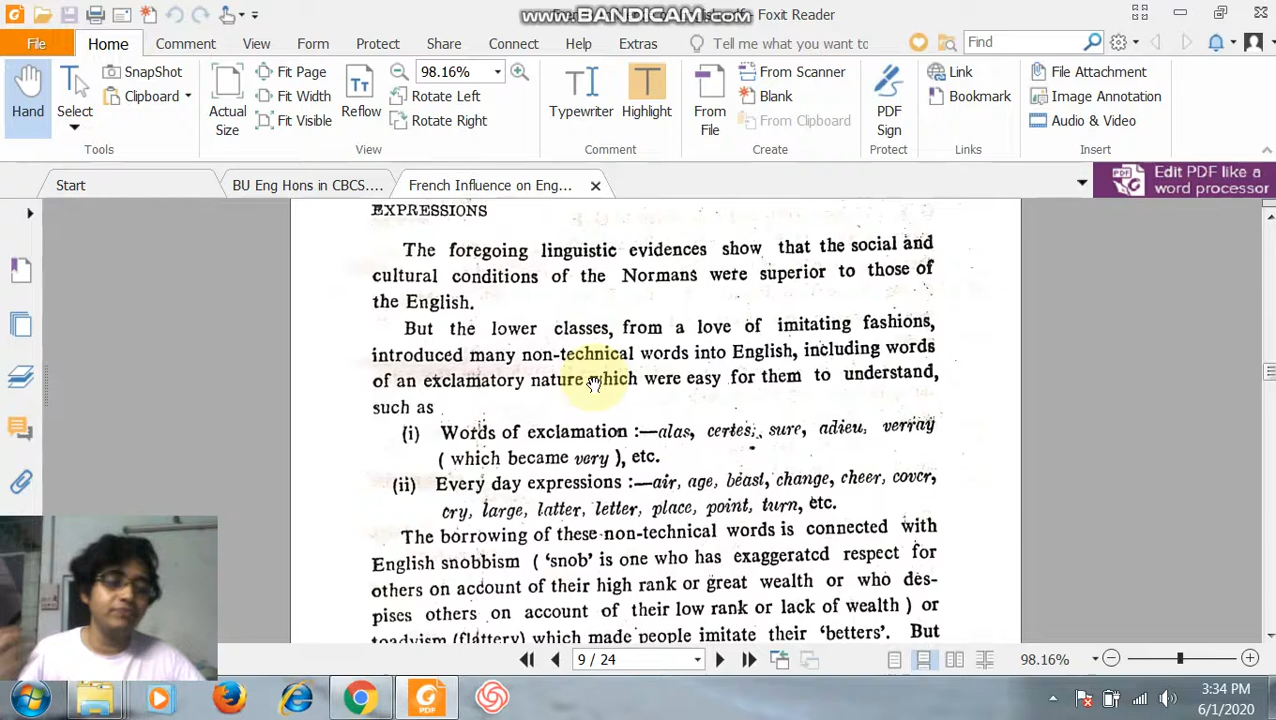 www.BANDICAM.com
Foxit Reader
File
Home
Comment
View
Form
Protect
Share
Connect
Help
Extras
Tell me what you want to
Find
Hand
Select
SnapShot
Clipboard
Actual
Size
Fit Page
Fit Width
Fit Visible
Reflow
98.16%
Rotate Left
Rotate Right
Typewriter
Highlight
From
File
From Scanner
Blank
From Clipboard
PDF
Sign
Link
Bookmark
File Attachment
Image Annotation
Audio & Video
Tools
View
Comment
Create
Protect
Links
Insert
Start
BU Eng Hons in CBCS....
French Influence on Eng...
Edit PDF like a
word processor
EXPRESSIONS
The foregoing linguistic evidences show that the social and
cultural conditions of the Normans were superior to those of
the English.
But the lower classes, from a love of imitating fashions,
introduced many non-technical words into English, including words
of an exclamatory nature which were easy for them to understand,
such as
(i) Words of exclamation :—alas, certes;, sure, adieu, verray
( which became very ), etc.
(ii) Every day expressions :—air, age, beast, change, cheer, cover,
cry, large, latter, letter, place, point, turn, etc.
The borrowing of these non-technical words is connected with
English snobbism ( 'snob' is one who has exaggerated respect for
others on account of their high rank or great wealth or who des-
pises others on account of their low rank or lack of wealth ) or
toadyism (flattery) which made people imitate their 'betters'. But
9 / 24
98.16%
PDF
3:34 PM
6/1/2020